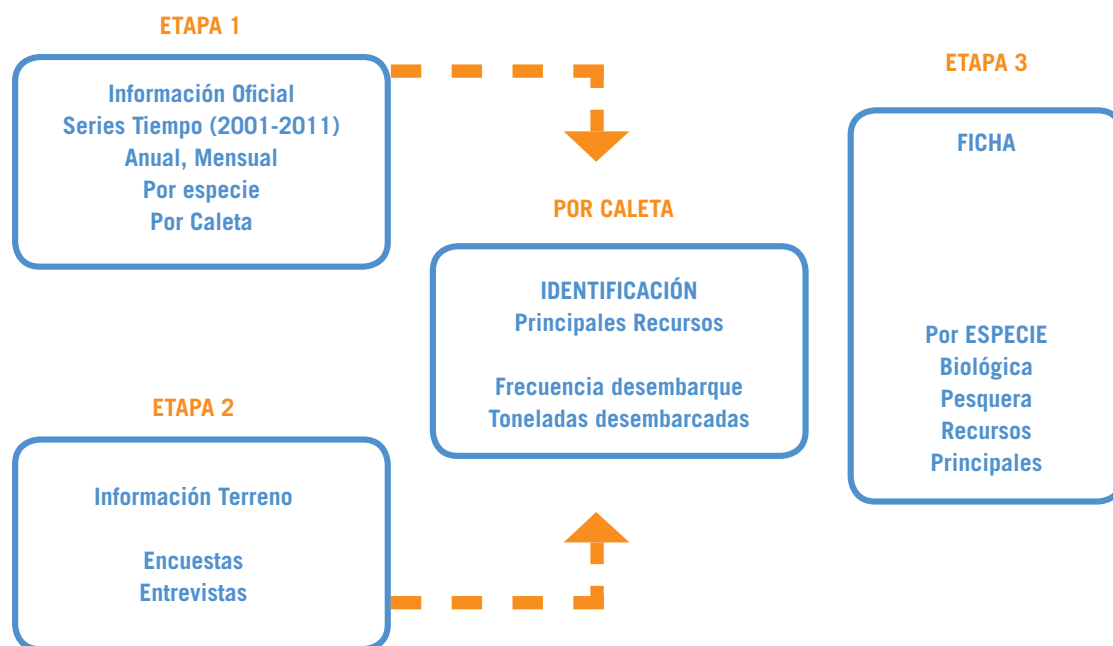 ETAPA 1
Información Oficial
Series Tiempo (2001-2011)
Anual, Mensual
Por especie
Por Caleta
ETAPA 2
Información Terreno
Encuestas
Entrevistas
POR CALETA
IDENTIFICACIÓN
Principales Recursos
Frecuencia desembarque
Toneladas desembarcadas
ETAPA 3
FICHA
Por ESPECIE
Biológica
Pesquera
Recursos
Principales